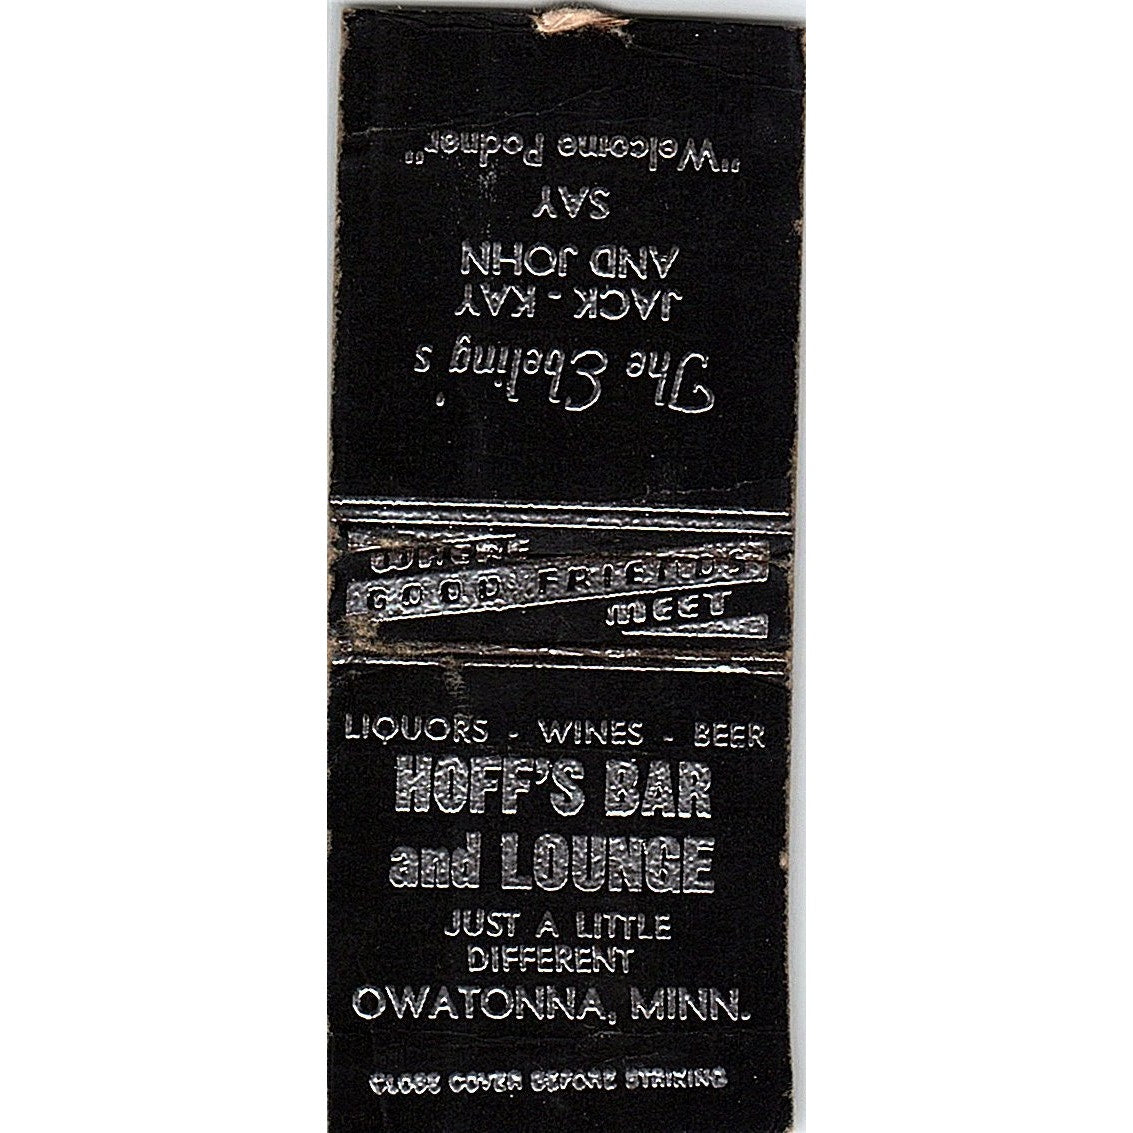 The Ebeling's
JACK - KAY
AND JOHN
SAY
"Welcome Podner"
WHERE
GOOD FRIENDS
MEET
LIQUORS - WINES - BEER
HOFF'S BAR
and LOUNGE
JUST A LITTLE
DIFFERENT
OWATONNA, MINN.
CLOSE COVER BEFORE STRIKING